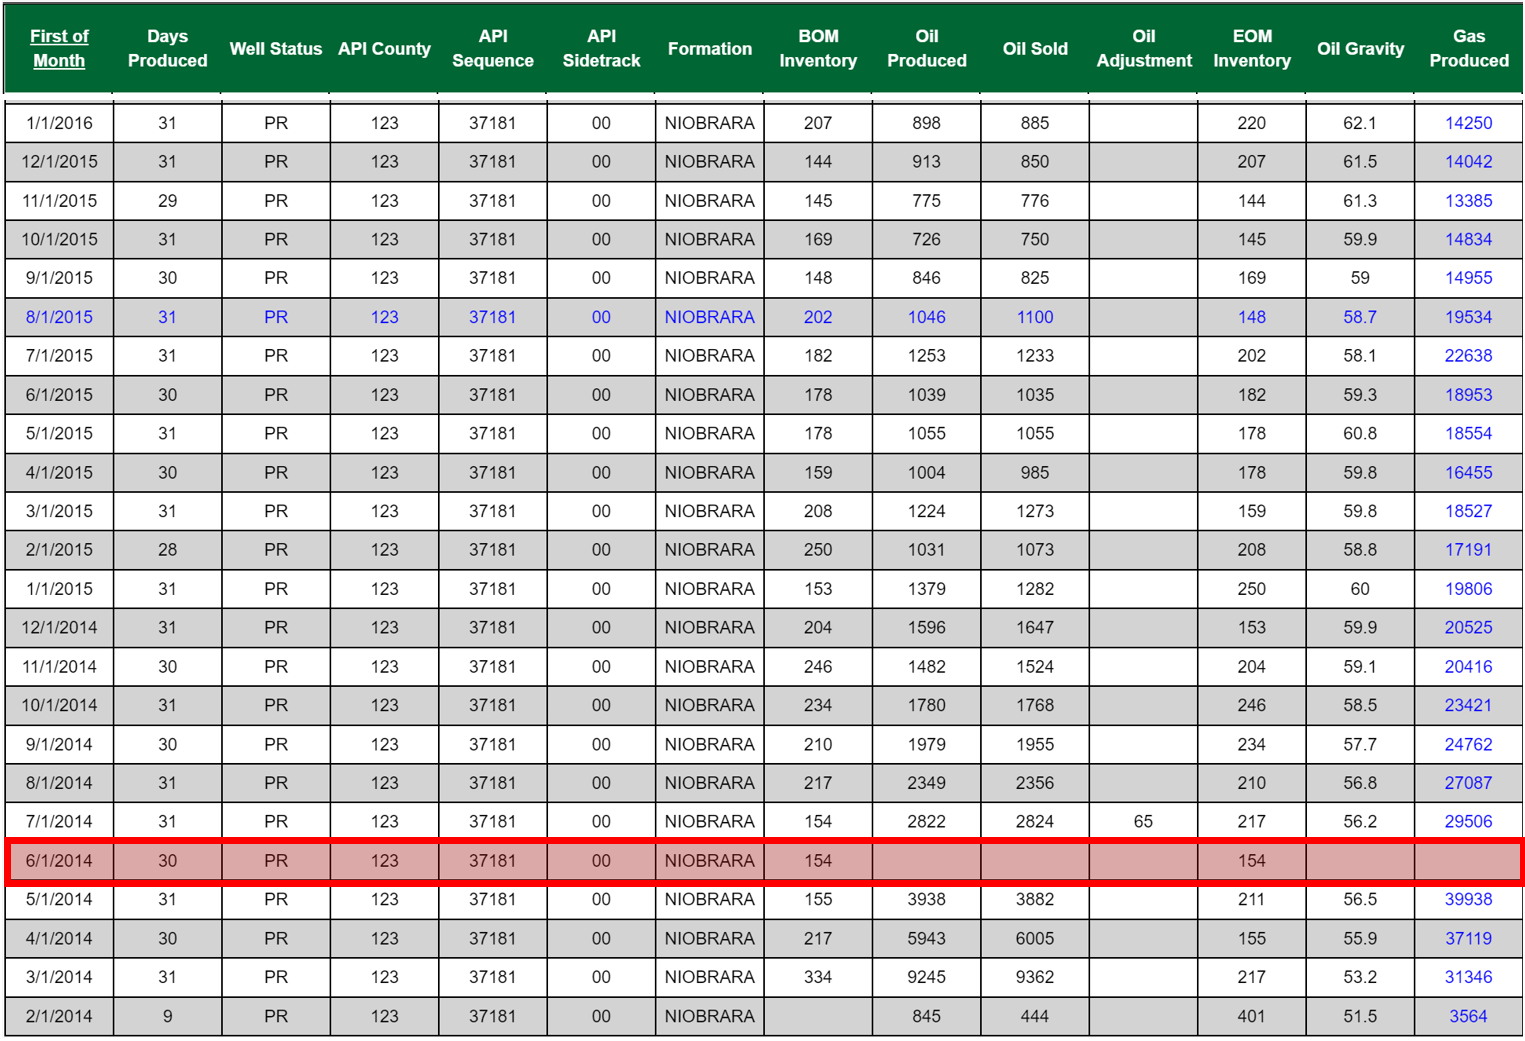 First of Month Days Produced Well Status API County API Sequence API Sidetrack Formation BOM Inventory Oil Produced Oil Sold Oil Adjustment EOM Inventory Oil Gravity Gas Produced
1/1/2016 31 PR 123 37181 00 NIOBRARA 207 898 885 220 62.1 14250
12/1/2015 31 PR 123 37181 00 NIOBRARA 144 913 850 207 61.5 14042
11/1/2015 29 PR 123 37181 00 NIOBRARA 145 775 776 144 61.3 13385
10/1/2015 31 PR 123 37181 00 NIOBRARA 169 726 750 145 59.9 14834
9/1/2015 30 PR 123 37181 00 NIOBRARA 148 846 825 169 59 14955
8/1/2015 31 PR 123 37181 00 NIOBRARA 202 1046 1100 148 58.7 19534
7/1/2015 31 PR 123 37181 00 NIOBRARA 182 1253 1233 202 58.1 22638
6/1/2015 30 PR 123 37181 00 NIOBRARA 178 1039 1035 182 59.3 18953
5/1/2015 31 PR 123 37181 00 NIOBRARA 178 1055 1055 178 60.8 18554
4/1/2015 30 PR 123 37181 00 NIOBRARA 159 1004 985 178 59.8 16455
3/1/2015 31 PR 123 37181 00 NIOBRARA 208 1224 1273 159 59.8 18527
2/1/2015 28 PR 123 37181 00 NIOBRARA 250 1031 1073 208 58.8 17191
1/1/2015 31 PR 123 37181 00 NIOBRARA 153 1379 1282 250 60 19806
12/1/2014 31 PR 123 37181 00 NIOBRARA 204 1596 1647 153 59.9 20525
11/1/2014 30 PR 123 37181 00 NIOBRARA 246 1482 1524 204 59.1 20416
10/1/2014 31 PR 123 37181 00 NIOBRARA 234 1780 1768 246 58.5 23421
9/1/2014 30 PR 123 37181 00 NIOBRARA 210 1979 1955 234 57.7 24762
8/1/2014 31 PR 123 37181 00 NIOBRARA 217 2349 2356 210 56.8 27087
7/1/2014 31 PR 123 37181 00 NIOBRARA 154 2822 2824 65 217 56.2 29506
6/1/2014 30 PR 123 37181 00 NIOBRARA 154 154
5/1/2014 31 PR 123 37181 00 NIOBRARA 155 3938 3882 211 56.5 39938
4/1/2014 30 PR 123 37181 00 NIOBRARA 217 5943 6005 155 55.9 37119
3/1/2014 31 PR 123 37181 00 NIOBRARA 334 9245 9362 217 53.2 31346
2/1/2014 9 PR 123 37181 00 NIOBRARA 845 444 401 51.5 3564